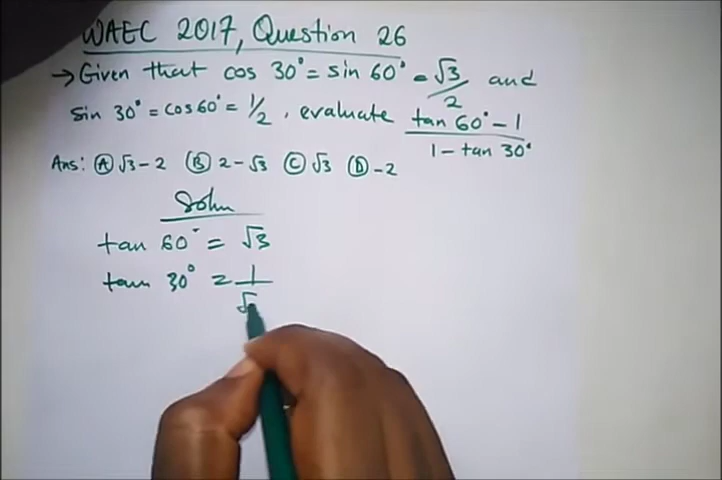 WAEC 2017, Question 26
→ Given that cos 30° = sin 60° = √3/2 and
sin 30° = cos 60° = 1/2, evaluate tan 60° - 1 / 1 - tan 30°
Ans: Ⓐ √3 - 2 Ⓑ 2 - √3 Ⓒ √3 Ⓓ -2
Soln
tan 60° = √3
tan 30° = 1/√